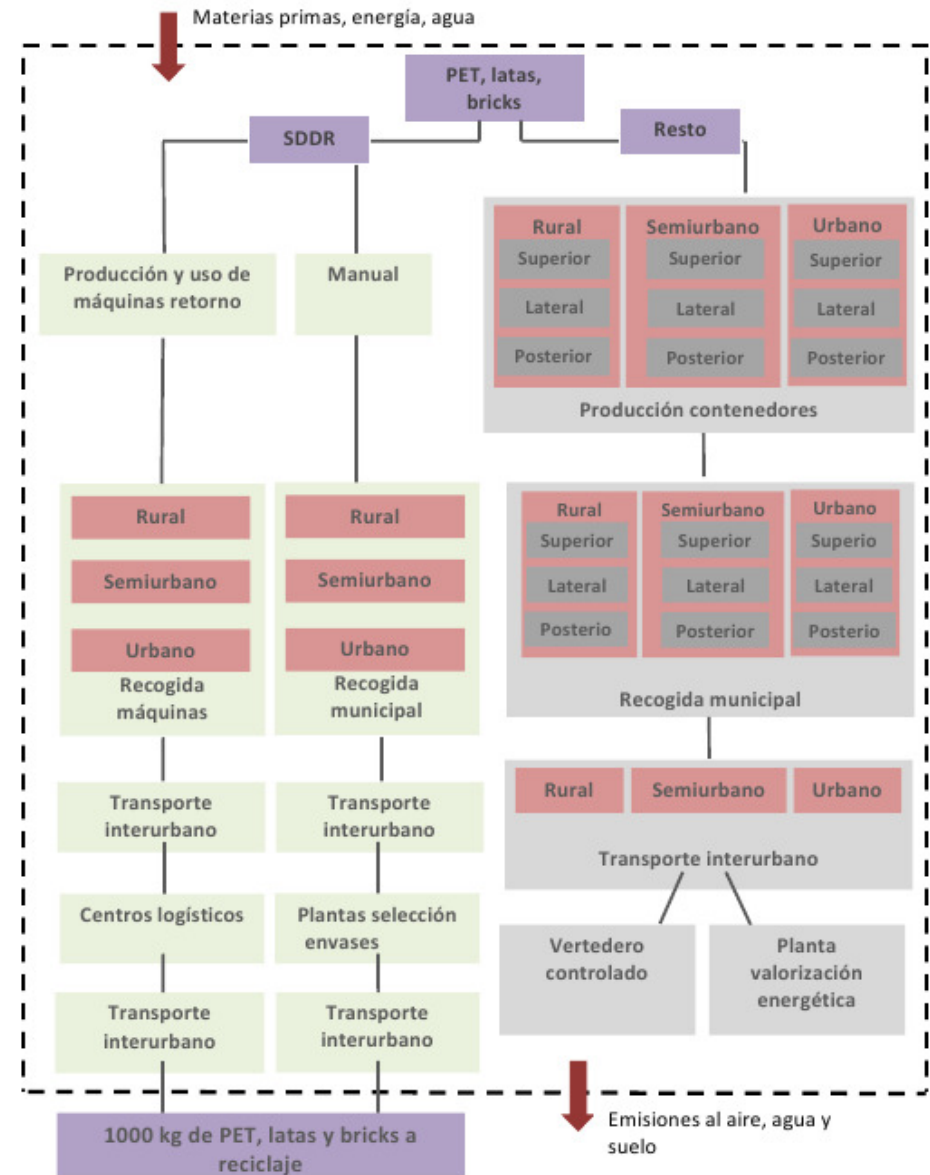 Materias primas, energía, agua
PET, latas,
bricks
SDDR
Resto
Producción y uso de
máquinas retorno
Manual
Rural
Superior
Lateral
Posterior
Semiurbano
Superior
Lateral
Posterior
Urbano
Superior
Lateral
Posterior
Producción contenedores
Rural
Semiurbano
Urbano
Recogida
máquinas
Rural
Semiurbano
Urbano
Recogida
municipal
Rural
Superior
Lateral
Posterio
Semiurbano
Superior
Lateral
Posterior
Urbano
Superio
Lateral
Posterio
Recogida municipal
Transporte
interurbano
Transporte
interurbano
Rural
Semiurbano
Urbano
Transporte interurbano
Centros logísticos
Plantas selección
envases
Vertedero
controlado
Planta
valorización
energética
Transporte
interurbano
Transporte
interurbano
1000 kg de PET, latas y bricks a
reciclaje
Emisiones al aire, agua y
suelo